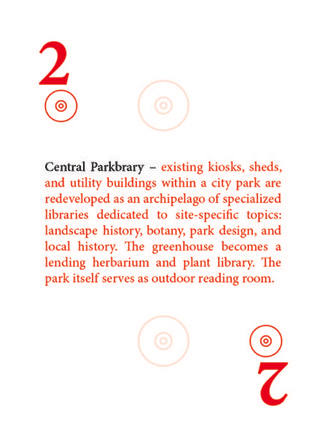 2
Central Parkbrary – existing kiosks, sheds,
and utility buildings within a city park are
redeveloped as an archipelago of specialized
libraries dedicated to site-specific topics:
landscape history, botany, park design, and
local history. The greenhouse becomes a
lending herbarium and plant library. The
park itself serves as outdoor reading room.
2